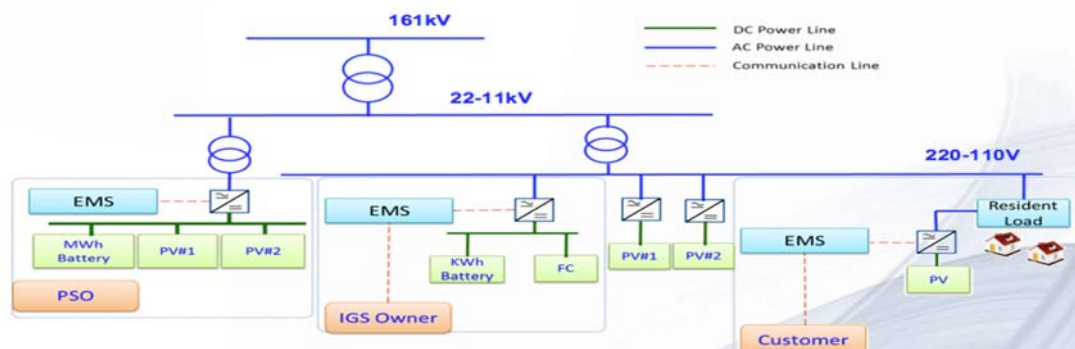 161kV
DC Power Line
AC Power Line
Communication Line
22-11kV
220-110V
EMS
MWh
Battery
PV#1
PV#2
PSO
EMS
KWh
Battery
FC
IGS Owner
PV#1
PV#2
EMS
Resident
Load
PV
Customer